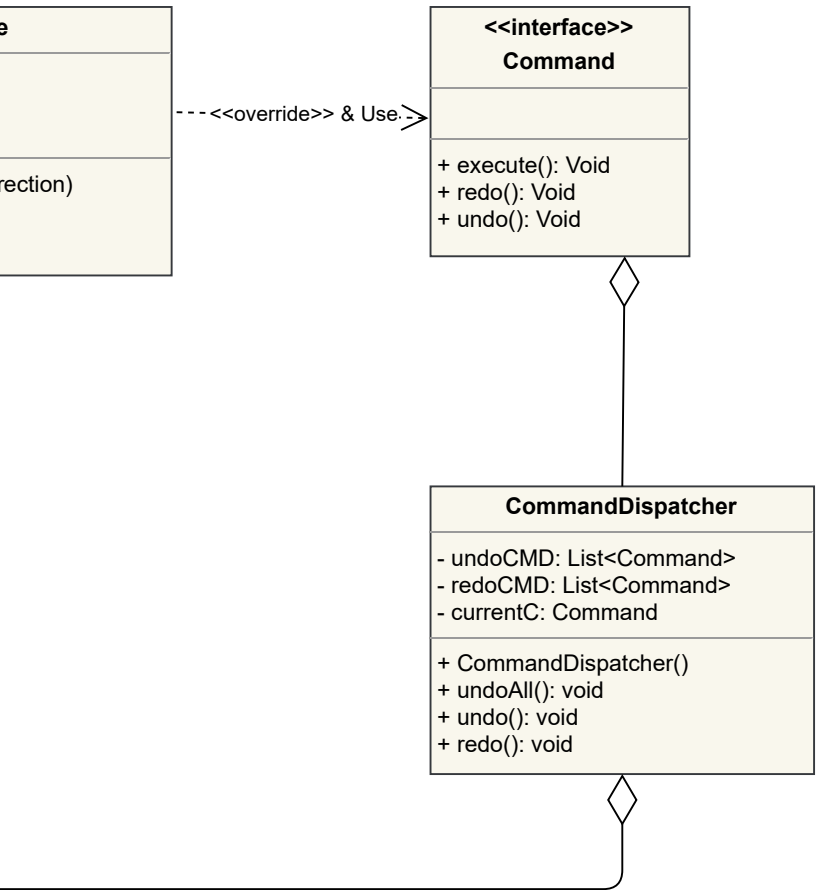 e
rection)
<<override>> & Use
<<interface>>
Command
+ execute(): Void
+ redo(): Void
+ undo(): Void
CommandDispatcher
- undoCMD: List<Command>
- redoCMD: List<Command>
- currentC: Command
+ CommandDispatcher()
+ undoAll(): void
+ undo(): void
+ redo(): void